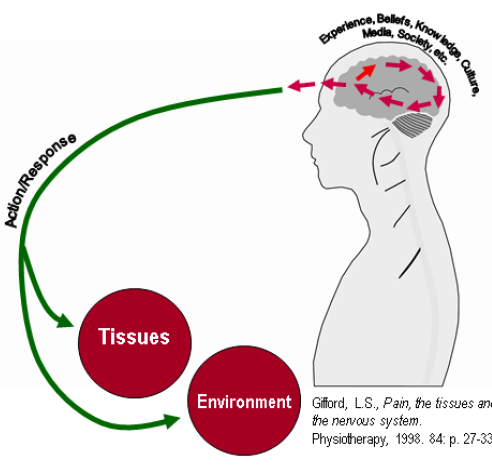 Experience, Beliefs, Knowledge, Culture,
Media, Society, etc.
Action/Response
Tissues
Environment
Gifford, L.S., Pain, the tissues and
the nervous system.
Physiotherapy, 1998. 84: p. 27-33